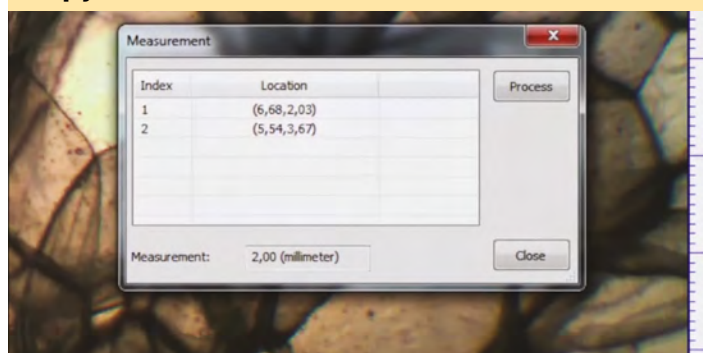 Measurement
Index Location
1 (6,68,2,03)
2 (5,54,3,67)
Process
Measurement: 2,00 (millimeter)
Close